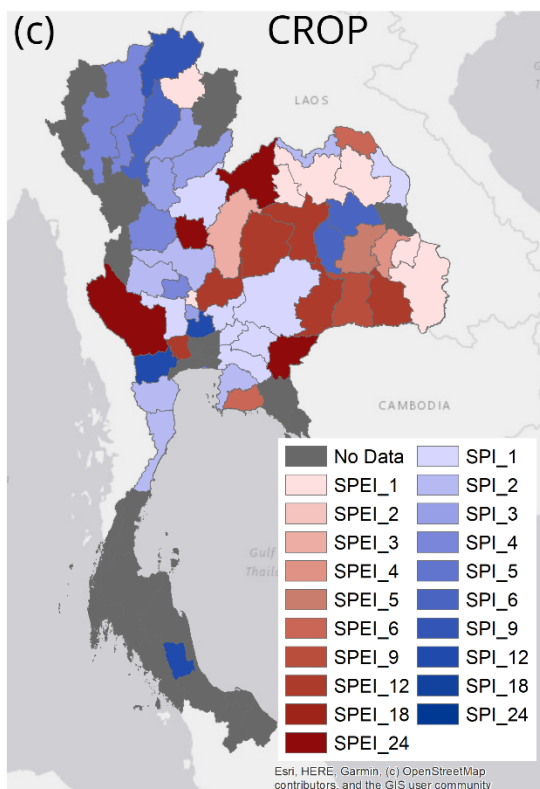 (c) CROP
LAOS
CAMBODIA
Gulf
Thail
No Data
SPEI_1
SPEI_2
SPEI_3
SPEI_4
SPEI_5
SPEI_6
SPEI_9
SPEI_12
SPEI_18
SPEI_24
SPI_1
SPI_2
SPI_3
SPI_4
SPI_5
SPI_6
SPI_9
SPI_12
SPI_18
SPI_24
Esri, HERE, Garmin, (c) OpenStreetMap
contributors, and the GIS user community